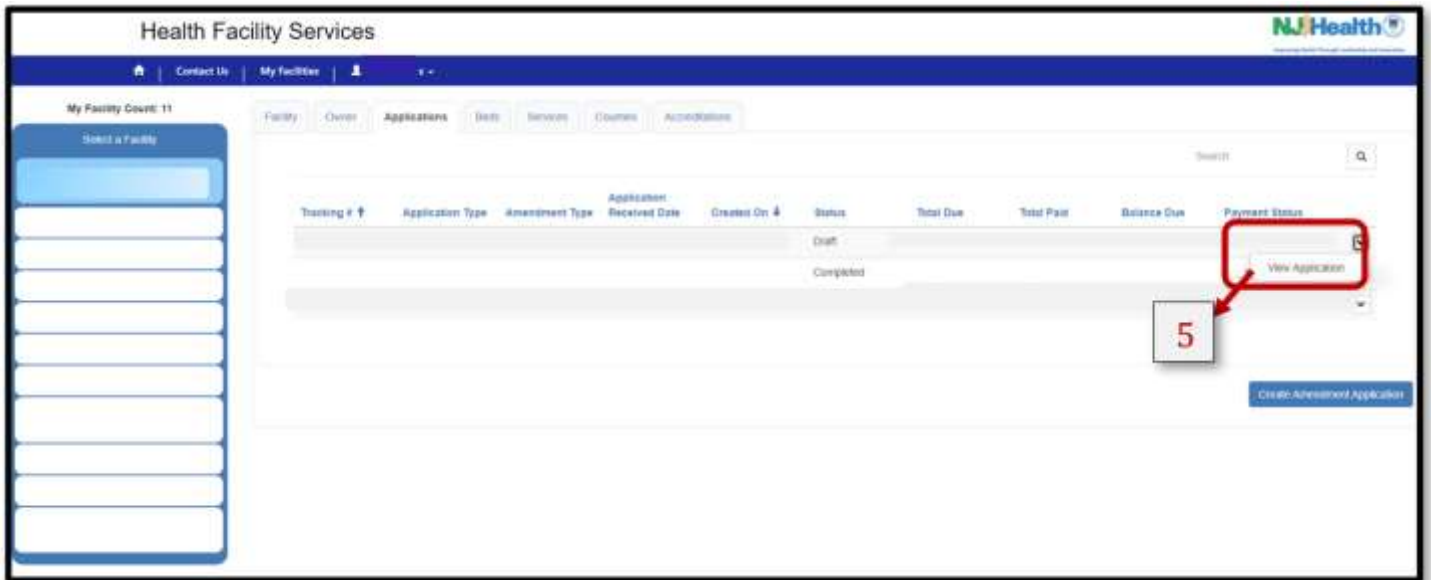 Health Facility Services
NJHealth
Contact Us | My Facilities
My Facility Count: 11
Select a Facility
Facility Owner Applications Beds Services Courses Accreditations
Search
Tracking # Application Type Amendment Type Application Received Date Created On Status Total Due Total Paid Balance Due Payment Status
Draft
Completed
View Application
5
Create Amendment Application